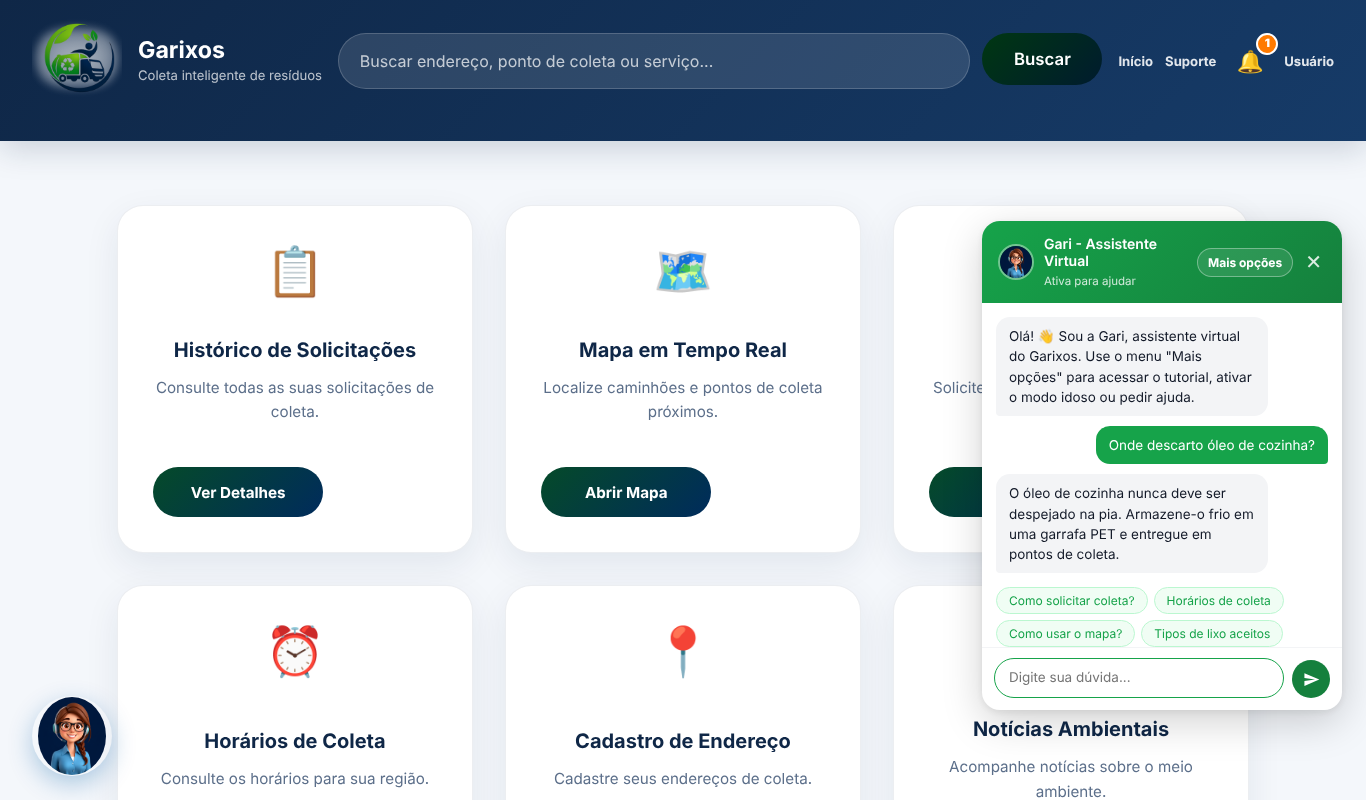 Garixos
Coleta inteligente de resíduos
Buscar endereço, ponto de coleta ou serviço...
Buscar
Início
Suporte
1
Usuário
Histórico de Solicitações
Consulte todas as suas solicitações de
coleta.
Ver Detalhes
Mapa em Tempo Real
Localize caminhões e pontos de coleta
próximos.
Abrir Mapa
Gari - Assistente
Virtual
Ativa para ajudar
Mais opções
Olá! 👋 Sou a Gari, assistente virtual
do Garixos. Use o menu "Mais
opções" para acessar o tutorial, ativar
o modo idoso ou pedir ajuda.
Onde descarto óleo de cozinha?
O óleo de cozinha nunca deve ser
despejado na pia. Armazene-o frio em
uma garrafa PET e entregue em
pontos de coleta.
Como solicitar coleta?
Horários de coleta
Como usar o mapa?
Tipos de lixo aceitos
Digite sua dúvida...
Horários de Coleta
Consulte os horários para sua região.
Cadastro de Endereço
Cadastre seus endereços de coleta.
Notícias Ambientais
Acompanhe notícias sobre o meio
ambiente.